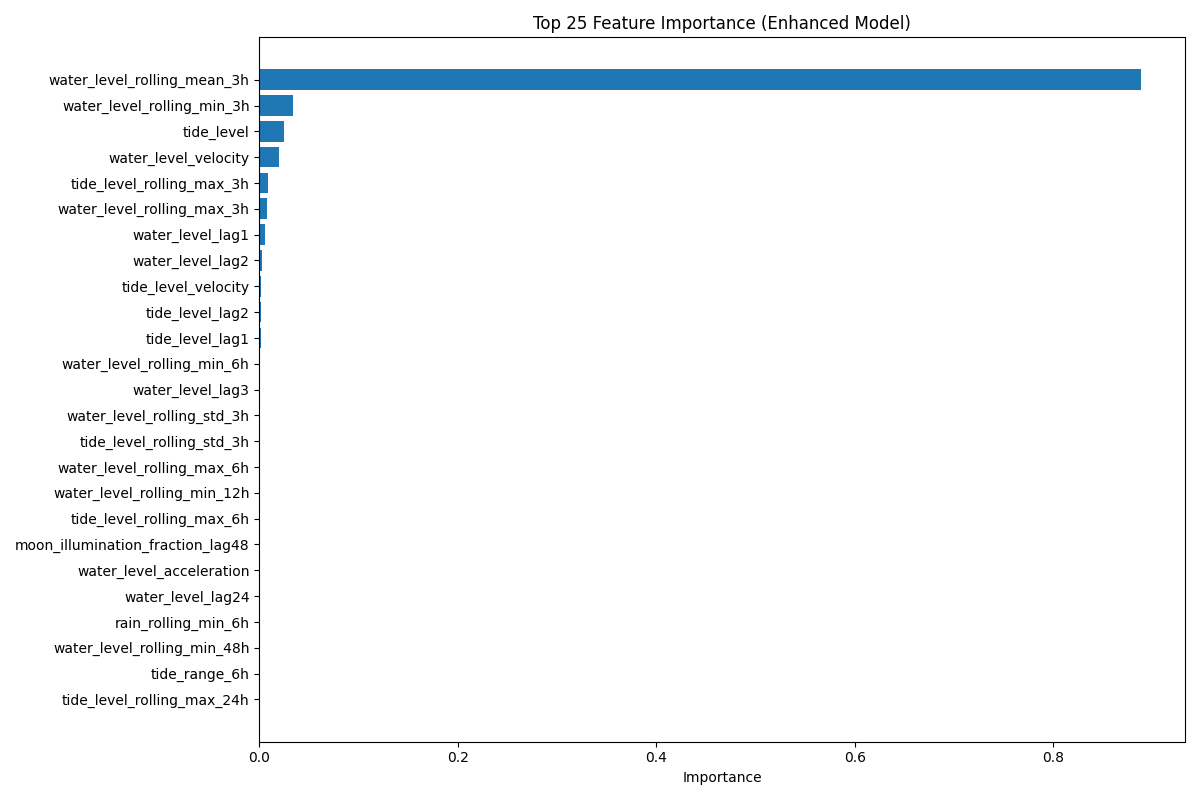 Top 25 Feature Importance (Enhanced Model)
water_level_rolling_mean_3h
water_level_rolling_min_3h
tide_level
water_level_velocity
tide_level_rolling_max_3h
water_level_rolling_max_3h
water_level_lag1
water_level_lag2
tide_level_velocity
tide_level_lag2
tide_level_lag1
water_level_rolling_min_6h
water_level_lag3
water_level_rolling_std_3h
tide_level_rolling_std_3h
water_level_rolling_max_6h
water_level_rolling_min_12h
tide_level_rolling_max_6h
moon_illumination_fraction_lag48
water_level_acceleration
water_level_lag24
rain_rolling_min_6h
water_level_rolling_min_48h
tide_range_6h
tide_level_rolling_max_24h
0.0 0.2 0.4 0.6 0.8
Importance